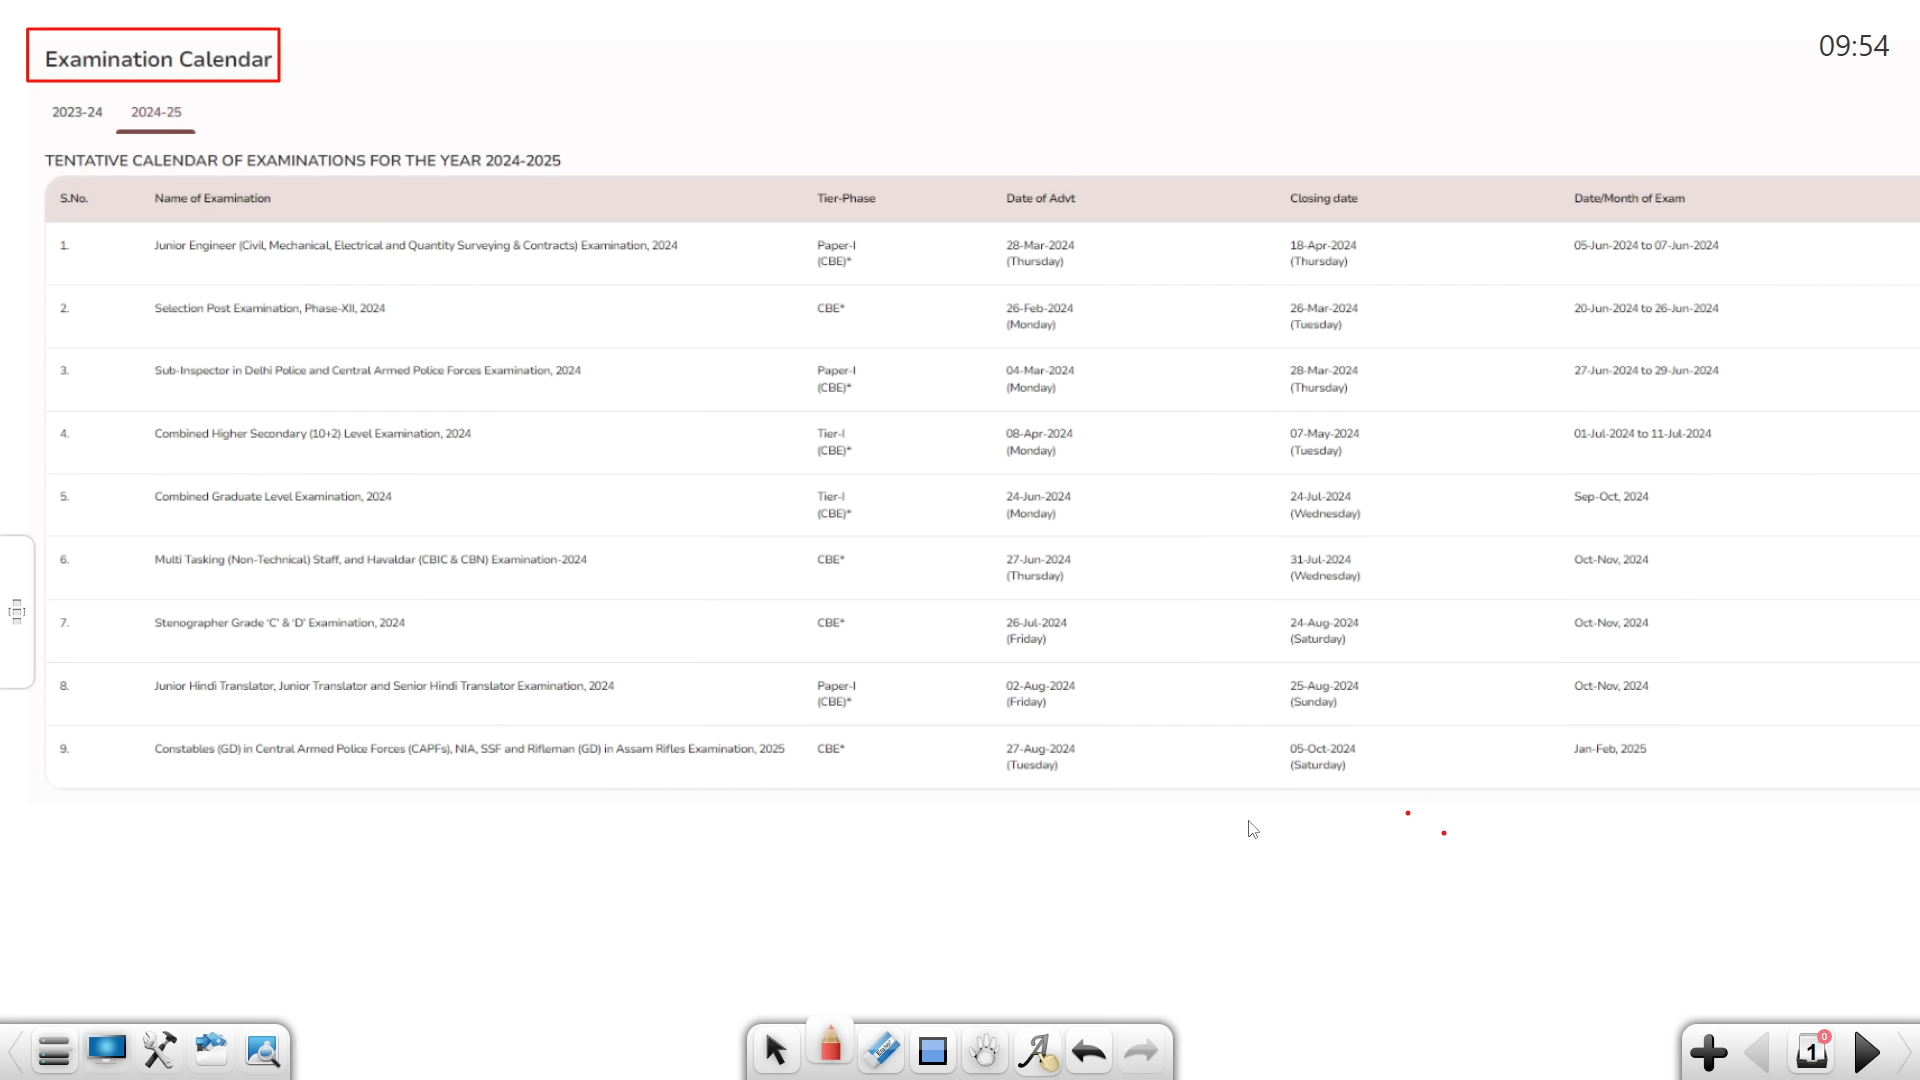 Examination Calendar
09:54
2023-24 2024-25
TENTATIVE CALENDAR OF EXAMINATIONS FOR THE YEAR 2024-2025
S.No. Name of Examination Tier-Phase Date of Advt Closing date Date/Month of Exam
1. Junior Engineer (Civil, Mechanical, Electrical and Quantity Surveying & Contracts) Examination, 2024 Paper-I 28-Mar-2024 18-Apr-2024 05-Jun-2024 to 07-Jun-2024
(CBE)* (Thursday) (Thursday)
2. Selection Post Examination, Phase-XII, 2024 CBE* 26-Feb-2024 26-Mar-2024 20-Jun-2024 to 26-Jun-2024
(Monday) (Tuesday)
3. Sub-Inspector in Delhi Police and Central Armed Police Forces Examination, 2024 Paper-I 04-Mar-2024 28-Mar-2024 27-Jun-2024 to 29-Jun-2024
(CBE)* (Monday) (Thursday)
4. Combined Higher Secondary (10+2) Level Examination, 2024 Tier-I 08-Apr-2024 07-May-2024 01-Jul-2024 to 11-Jul-2024
(CBE)* (Monday) (Tuesday)
5. Combined Graduate Level Examination, 2024 Tier-I 24-Jun-2024 24-Jul-2024 Sep-Oct, 2024
(CBE)* (Monday) (Wednesday)
6. Multi Tasking (Non-Technical) Staff, and Havaldar (CBIC & CBN) Examination-2024 CBE* 27-Jun-2024 31-Jul-2024 Oct-Nov, 2024
(Thursday) (Wednesday)
7. Stenographer Grade 'C' & 'D' Examination, 2024 CBE* 26-Jul-2024 24-Aug-2024 Oct-Nov, 2024
(Friday) (Saturday)
8. Junior Hindi Translator, Junior Translator and Senior Hindi Translator Examination, 2024 Paper-I 02-Aug-2024 25-Aug-2024 Oct-Nov, 2024
(CBE)* (Friday) (Sunday)
9. Constables (GD) in Central Armed Police Forces (CAPFs), NIA, SSF and Rifleman (GD) in Assam Rifles Examination, 2025 CBE* 27-Aug-2024 05-Oct-2024 Jan-Feb, 2025
(Tuesday) (Saturday)
Eraser A 1 0